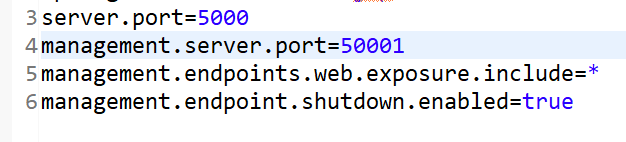 3 server.port=5000
4 management.server.port=50001
5 management.endpoints.web.exposure.include=*
6 management.endpoint.shutdown.enabled=true